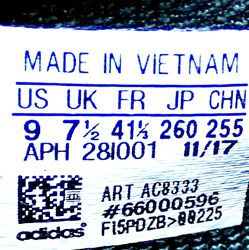 MADE IN VIETNAM
US UK FR JP CHN
9 7½ 41⅓ 260 255
APH 28I001 11/17
ART AC8333
#66000596
adidas F15PDZB>00225